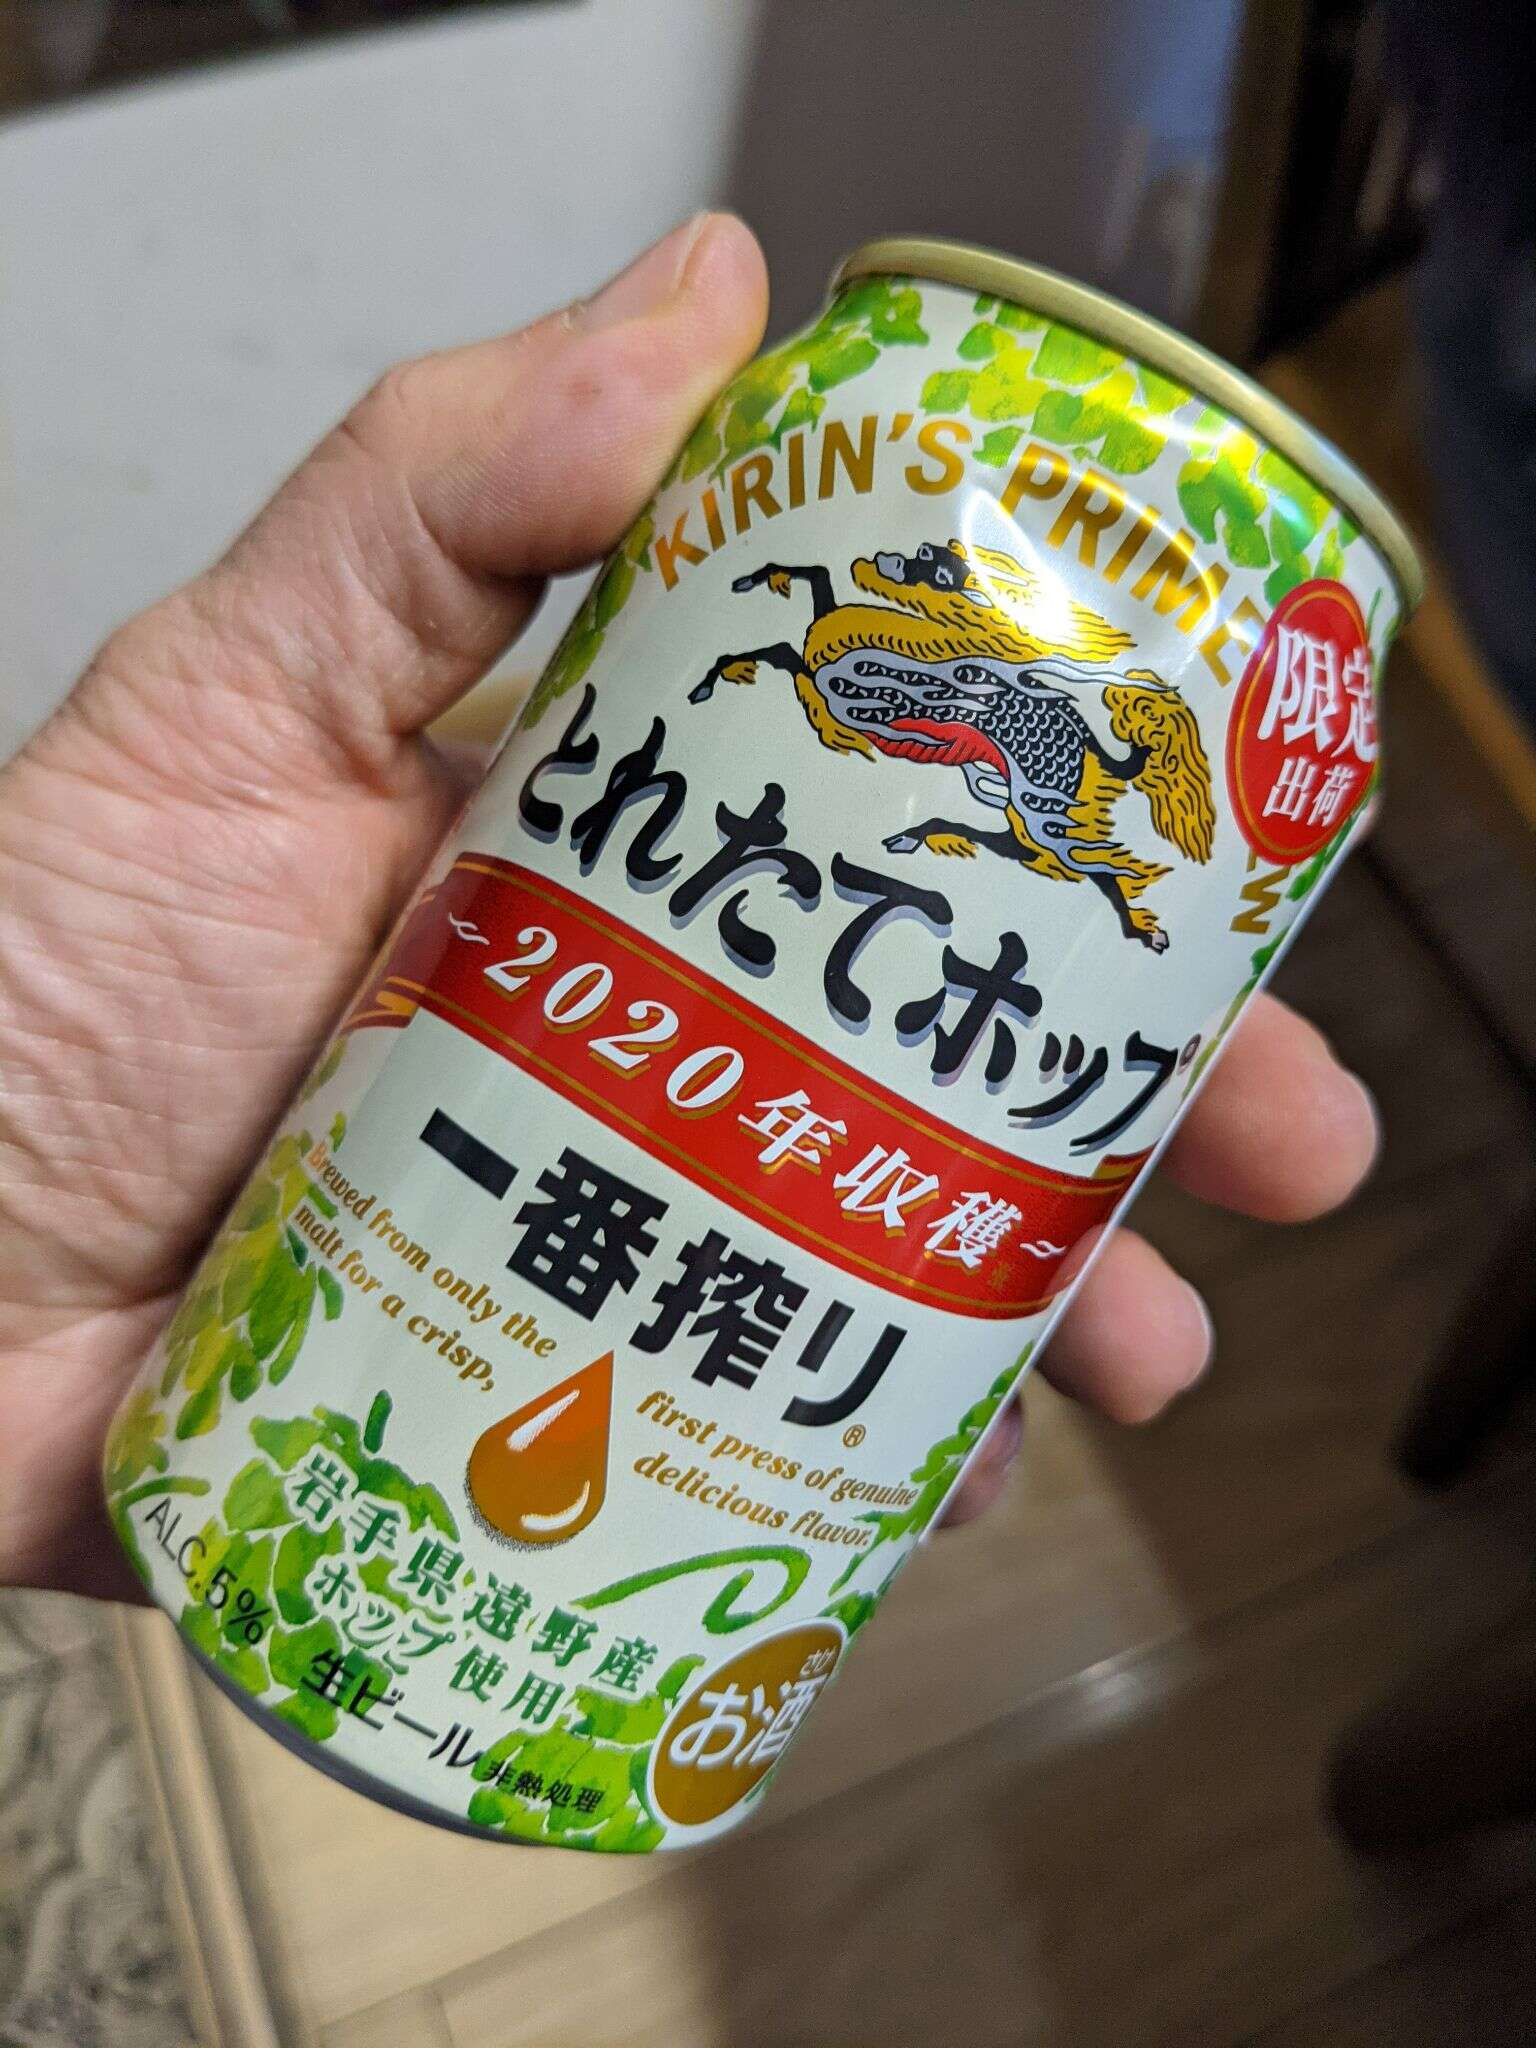 KIRIN'S PRIME
限定
出荷
とれたてホップ
~2020年収穫~
一番搾り®
Brewed from only the first press of genuine
malt for a crisp, delicious flavor.
岩手県遠野産
ホップ使用
ALC.5% 生ビール 非熱処理
さけ
お酒